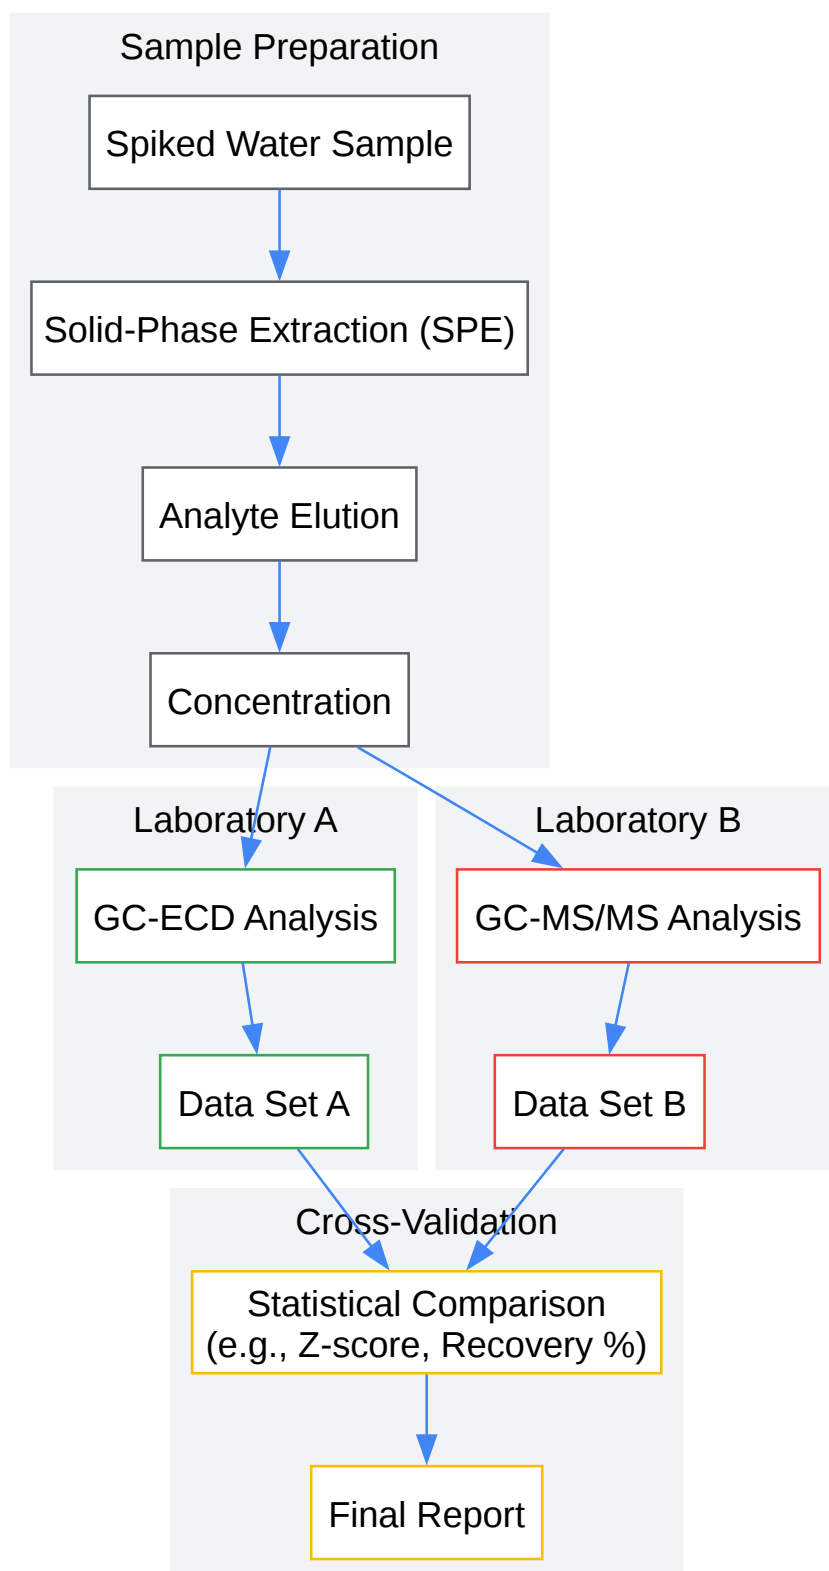 Sample Preparation
Spiked Water Sample
Solid-Phase Extraction (SPE)
Analyte Elution
Concentration
Laboratory A
Laboratory B
GC-ECD Analysis
GC-MS/MS Analysis
Data Set A
Data Set B
Cross-Validation
Statistical Comparison
(e.g., Z-score, Recovery %)
Final Report